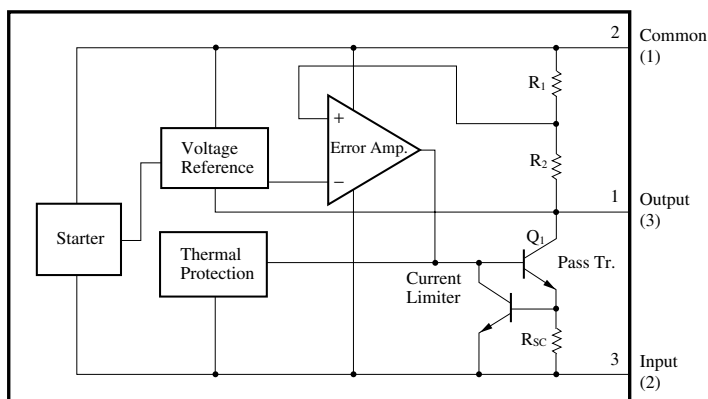 2 Common
(1)
R1
+
Error Amp.
Voltage
Reference
−
R2
1 Output
(3)
Starter
Thermal
Protection
Q1
Pass Tr.
Current
Limiter
RSC
3 Input
(2)